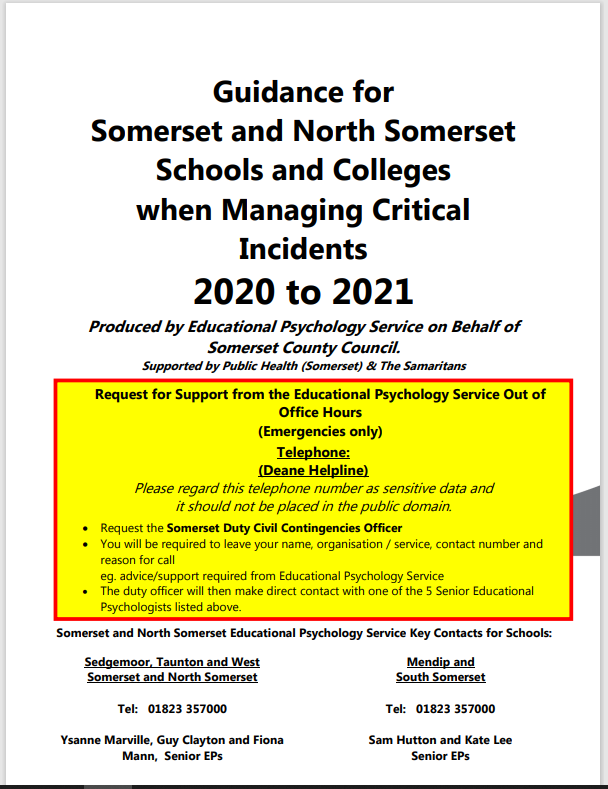 Guidance for
Somerset and North Somerset
Schools and Colleges
when Managing Critical
Incidents
2020 to 2021
Produced by Educational Psychology Service on Behalf of
Somerset County Council.
Supported by Public Health (Somerset) & The Samaritans
Request for Support from the Educational Psychology Service Out of
Office Hours
(Emergencies only)
Telephone:
(Deane Helpline)
Please regard this telephone number as sensitive data and
it should not be placed in the public domain.
• Request the Somerset Duty Civil Contingencies Officer
• You will be required to leave your name, organisation / service, contact number and
reason for call
eg. advice/support required from Educational Psychology Service
• The duty officer will then make direct contact with one of the 5 Senior Educational
Psychologists listed above.
Somerset and North Somerset Educational Psychology Service Key Contacts for Schools:
Sedgemoor, Taunton and West
Somerset and North Somerset
Tel: 01823 357000
Ysanne Marville, Guy Clayton and Fiona
Mann, Senior EPs
Mendip and
South Somerset
Tel: 01823 357000
Sam Hutton and Kate Lee
Senior EPs